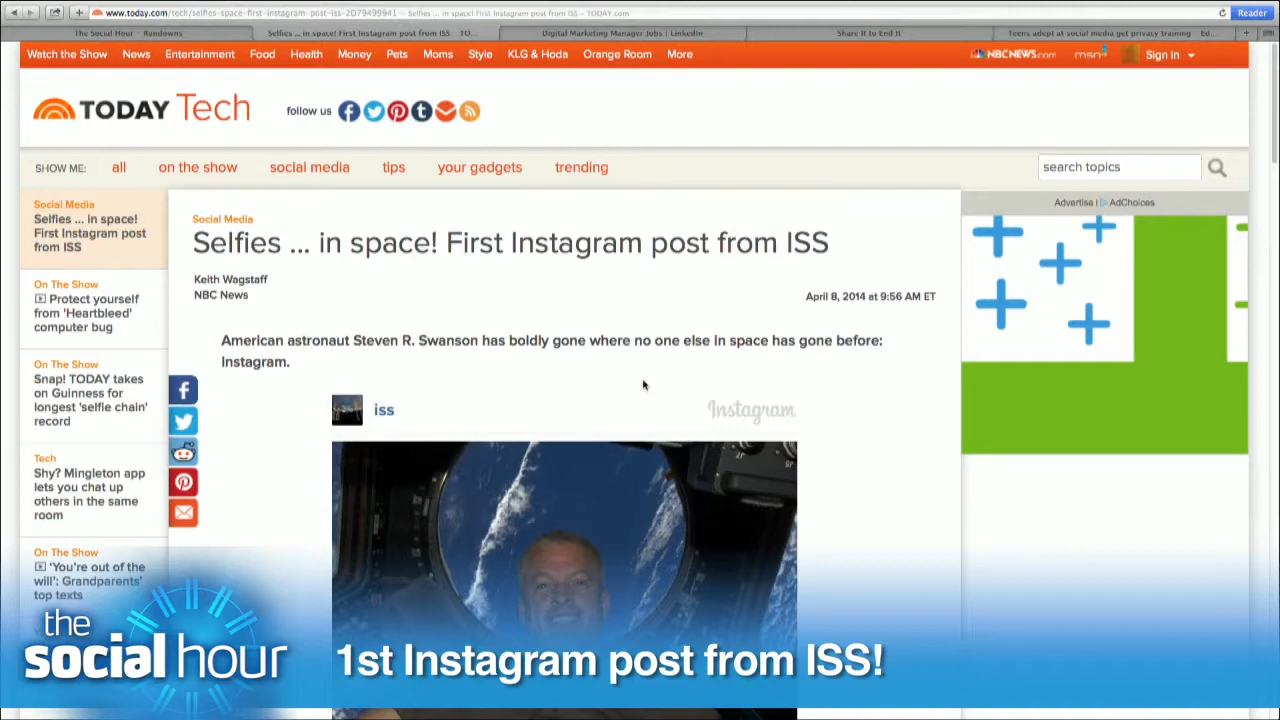 www.today.com/tech/selfies-space-first-instagram-post-iss-2D79499941 — Selfies ... in space! First Instagram post from ISS – TODAY.com
Reader
The Social Hour - Rundowns
Selfies ... in space! First Instagram post from ISS TO...
Digital Marketing Manager Jobs | LinkedIn
Share It to End It
Teens adept at social media get privacy training Ed...
Watch the Show News Entertainment Food Health Money Pets Moms Style KLG & Hoda Orange Room More
NBCNEWS.com msn Sign in
TODAY Tech
follow us
SHOW ME: all on the show social media tips your gadgets trending
search topics
Social Media
Selfies ... in space!
First Instagram post
from ISS
On The Show
Protect yourself
from 'Heartbleed'
computer bug
On The Show
Snap! TODAY takes
on Guinness for
longest 'selfie chain'
record
Tech
Shy? Mingleton app
lets you chat up
others in the same
room
On The Show
‘You’re out of the
will’: Grandparents’
top texts
Social Media
Selfies ... in space! First Instagram post from ISS
Keith Wagstaff
NBC News
April 8, 2014 at 9:56 AM ET
American astronaut Steven R. Swanson has boldly gone where no one else in space has gone before:
Instagram.
iss
Instagram
Advertise | AdChoices
the
social hour
1st Instagram post from ISS!